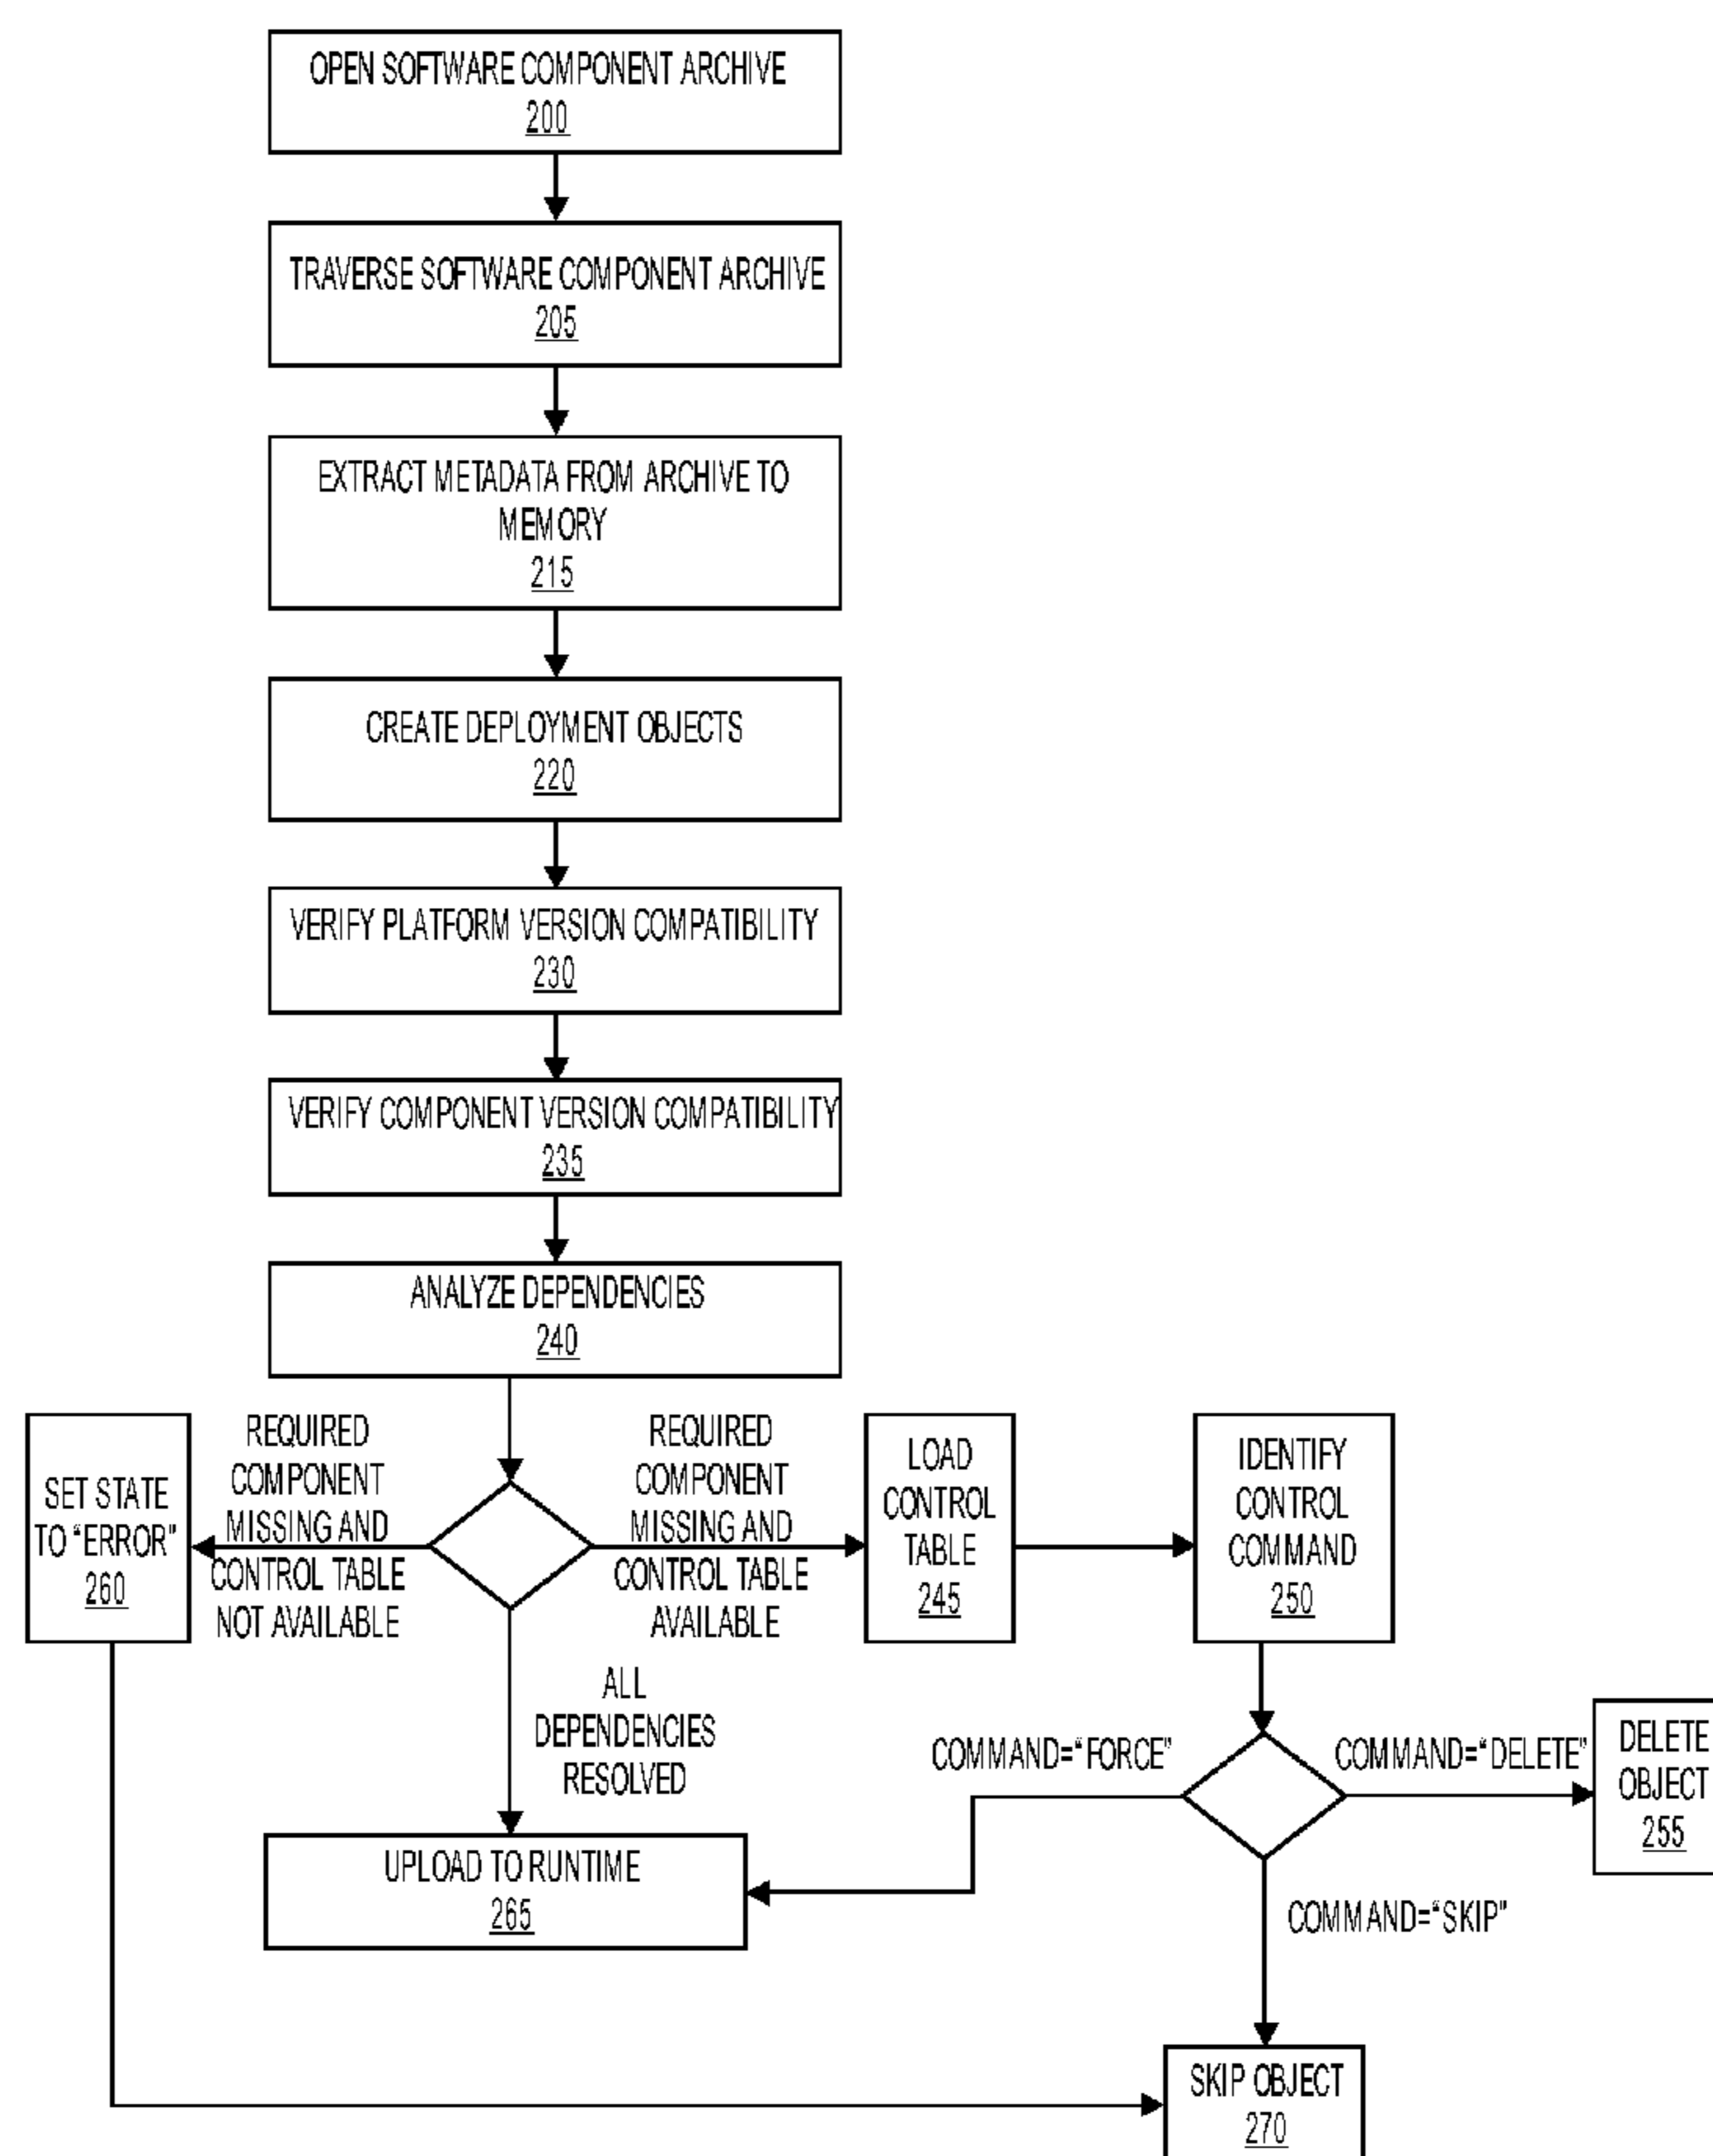 OPEN SOFTWARE COMPONENT ARCHIVE
200
TRAVERSE SOFTWARE COMPONENT ARCHIVE
205
EXTRACT METADATA FROM ARCHIVE TO
MEMORY
215
CREATE DEPLOYMENT OBJECTS
220
VERIFY PLATFORM VERSION COMPATIBILITY
230
VERIFY COMPONENT VERSION COMPATIBILITY
235
ANALYZE DEPENDENCIES
240
SET STATE
TO “ERROR”
260
REQUIRED
COMPONENT
MISSING AND
CONTROL TABLE
NOT AVAILABLE
REQUIRED
COMPONENT
MISSING AND
CONTROL TABLE
AVAILABLE
LOAD
CONTROL
TABLE
245
IDENTIFY
CONTROL
COMMAND
250
ALL
DEPENDENCIES
RESOLVED
COMMAND=“FORCE”
COMMAND=“DELETE”
DELETE
OBJECT
255
UPLOAD TO RUNTIME
265
COMMAND=“SKIP”
SKIP OBJECT
270